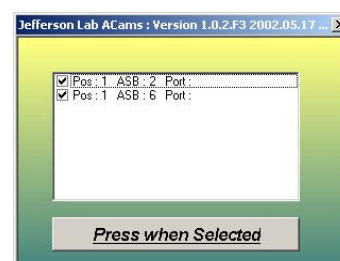 Jefferson Lab ACams : Version 1.0.2.F3 2002.05.17 ...
Pos : 1 ASB : 2 Port :
Pos : 1 ASB : 6 Port :
Press when Selected